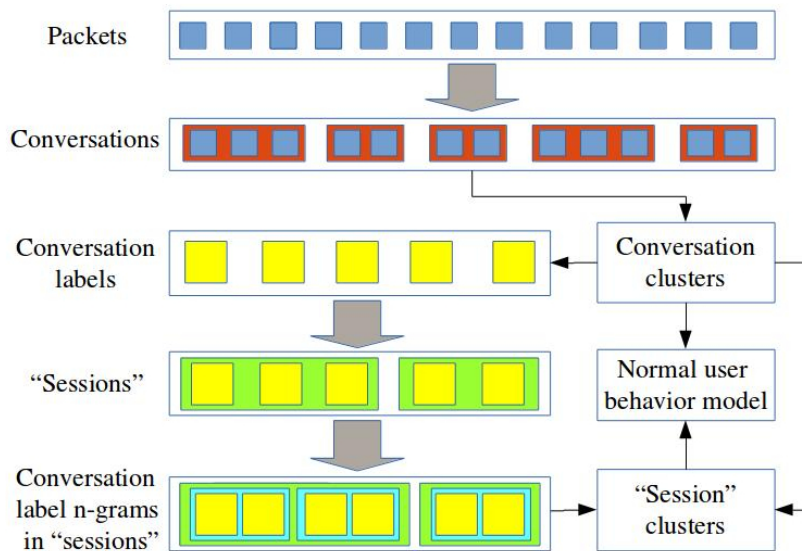 Packets
Conversations
Conversation
labels
Conversation
clusters
“Sessions”
Normal user
behavior model
Conversation
label n-grams
in “sessions”
“Session”
clusters